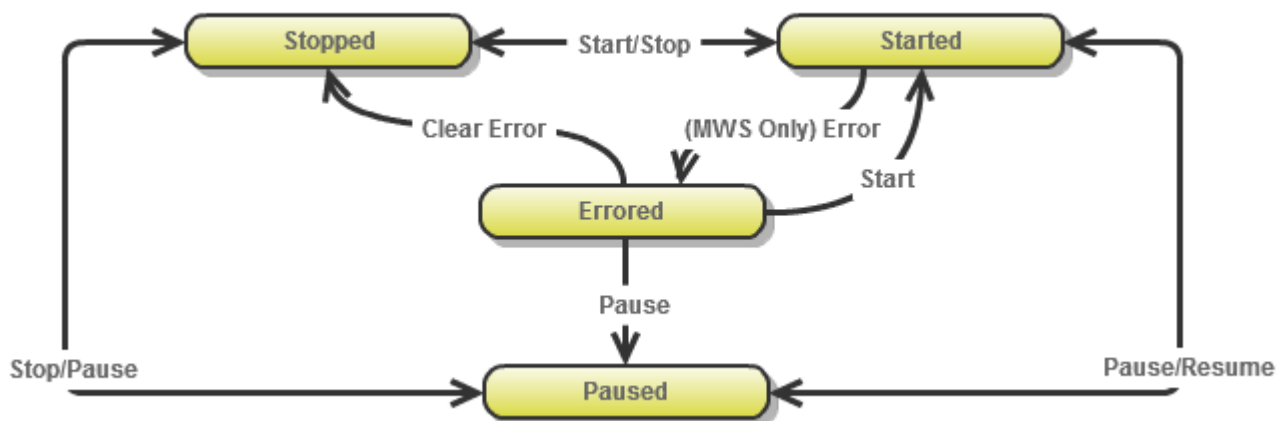 Stopped
Start/Stop
Started
Clear Error
(MWS Only) Error
Start
Errored
Pause
Stop/Pause
Pause/Resume
Paused